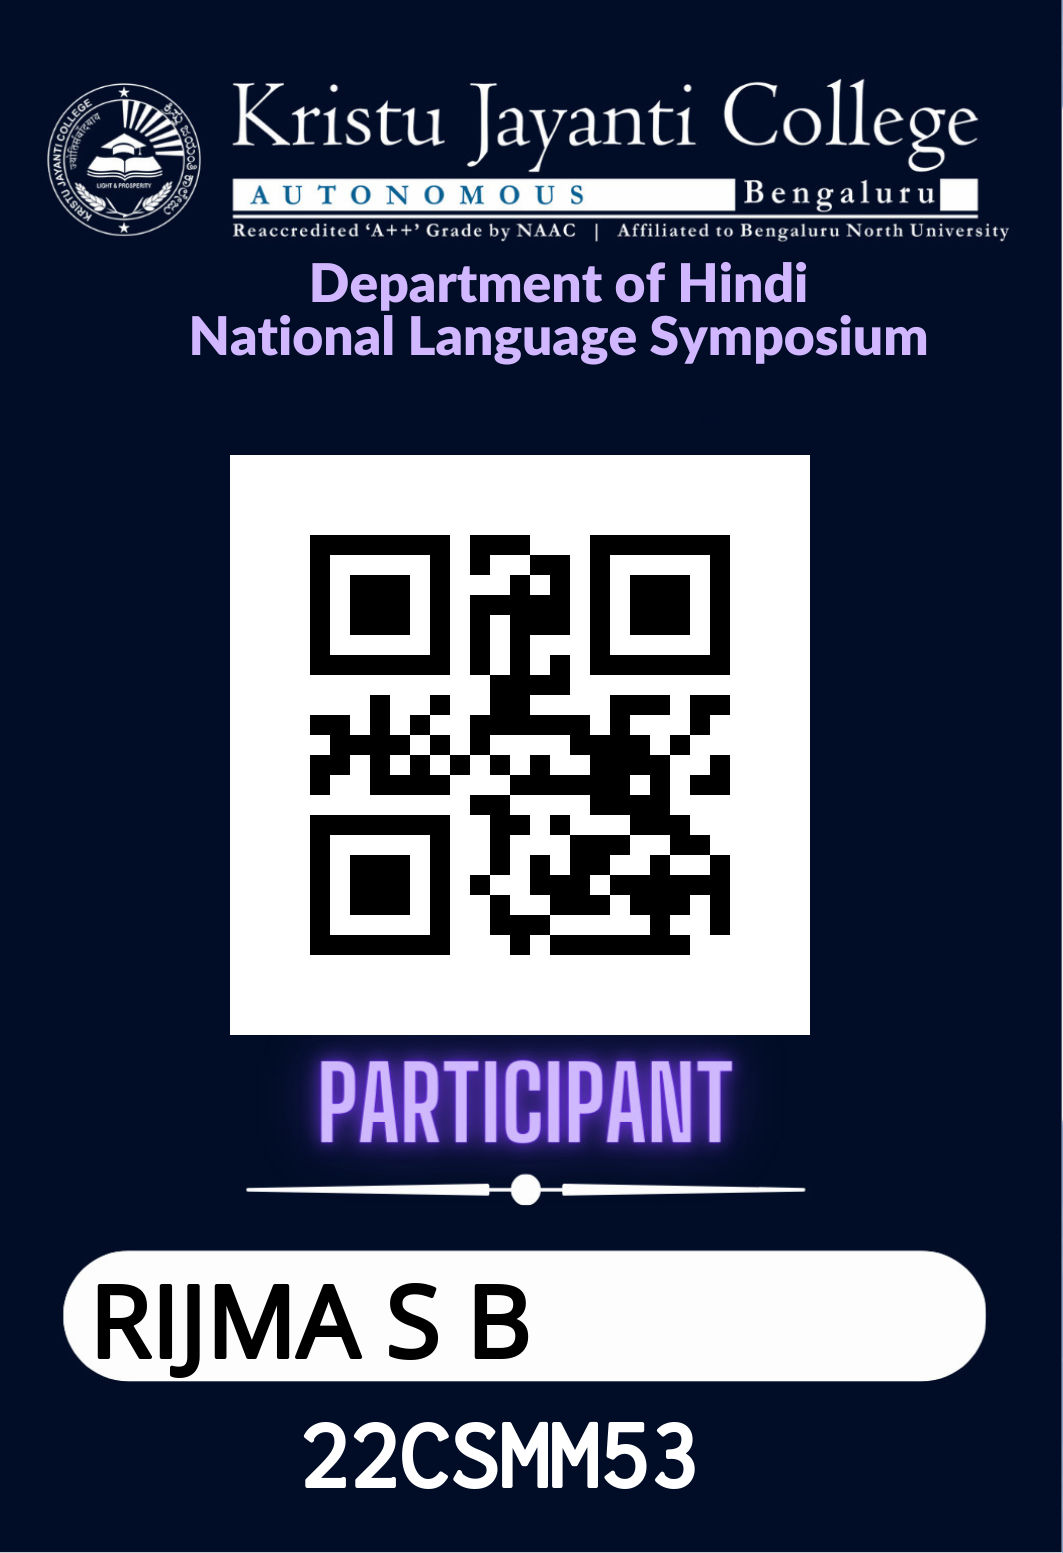 KRISTU JAYANTI COLLEGE
LIGHT & PROSPERITY
Kristu Jayanti College
AUTONOMOUS Bengaluru
Reaccredited ‘A++’ Grade by NAAC | Affiliated to Bengaluru North University
Department of Hindi
National Language Symposium
PARTICIPANT
RIJMA S B
22CSMM53